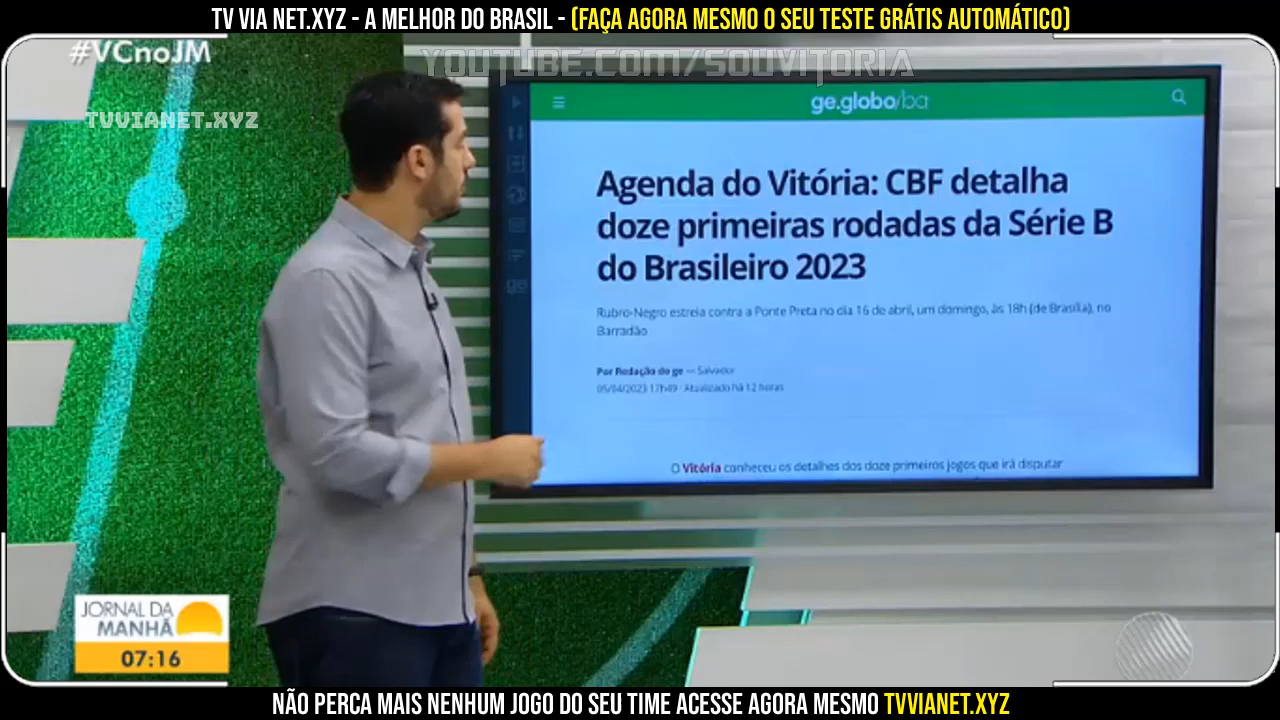 TV VIA NET.XYZ - A MELHOR DO BRASIL - (FAÇA AGORA MESMO O SEU TESTE GRÁTIS AUTOMÁTICO)
#VCnoJM
YOUTUBE.COM/SOUVITORIA
TVVIANET.XYZ
ge.globo/ba
Agenda do Vitória: CBF detalha
doze primeiras rodadas da Série B
do Brasileiro 2023
Rubro-Negro estreia contra a Ponte Preta no dia 16 de abril, um domingo, às 18h (de Brasília), no
Barradão
Por Redação do ge — Salvador
05/04/2023 17h49 · Atualizado há 12 horas
O Vitória conheceu os detalhes dos doze primeiros jogos que irá disputar
ge
JORNAL DA
MANHÃ
07:16
NÃO PERCA MAIS NENHUM JOGO DO SEU TIME ACESSE AGORA MESMO TVVIANET.XYZ